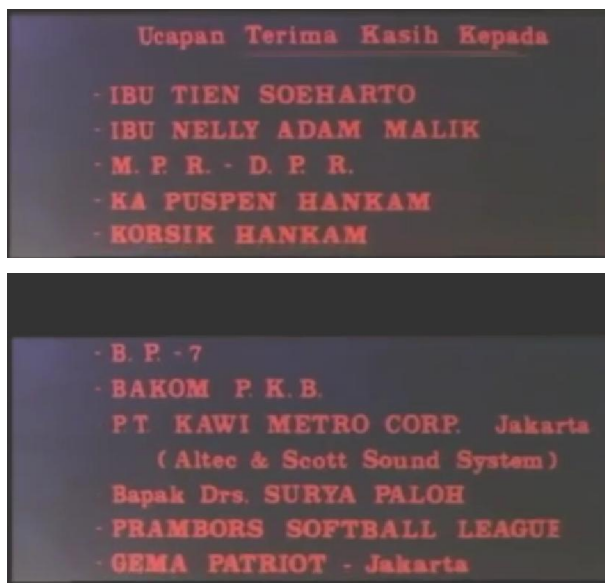 Ucapan Terima Kasih Kepada
- IBU TIEN SOEHARTO
- IBU NELLY ADAM MALIK
- M. P. R. - D. P. R.
- KA PUSPEN HANKAM
- KORSIK HANKAM
- B. P. - 7
- BAKOM P. K. B.
PT. KAWI METRO CORP. Jakarta
( Altec & Scott Sound System )
Bapak Drs. SURYA PALOH
- PRAMBORS SOFTBALL LEAGUE
- GEMA PATRIOT - Jakarta